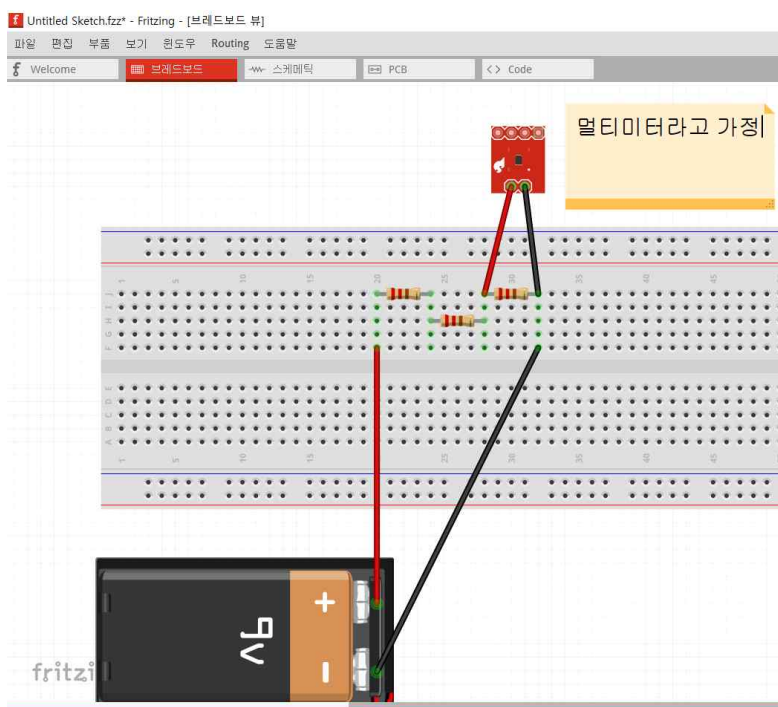 Untitled Sketch.fzz* - Fritzing - [브레드보드 뷰]
파일 편집 부품 보기 윈도우 Routing 도움말
f Welcome 브레드보드 스케메틱 PCB <> Code
멀티미터라고 가정
1 5 10 15 20 25 30 35 40 45
J
I
H
G
F
E
D
C
B
A
1 5 10 15 20 25 30 35 40 45
+
9V
-
fritzi